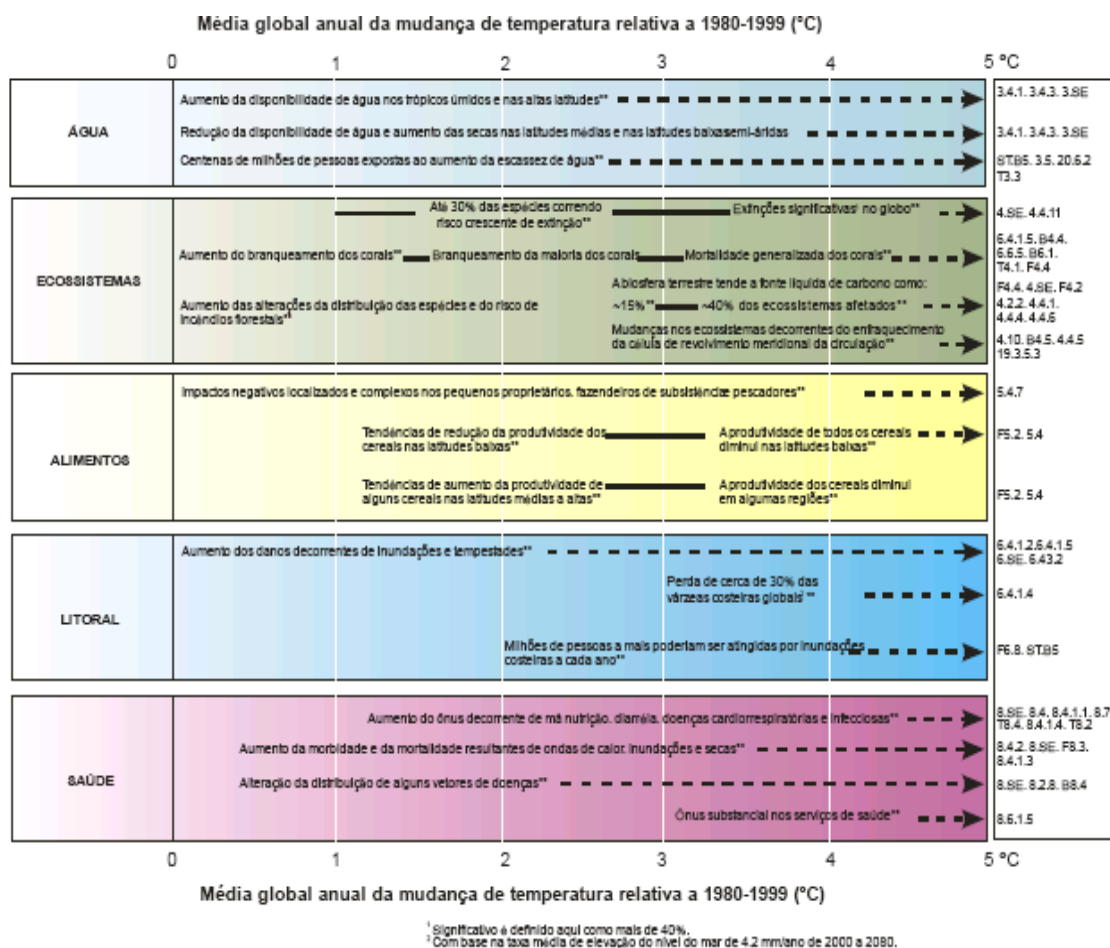 Média global anual da mudança de temperatura relativa a 1980-1999 (°C)
0 1 2 3 4 5 °C
ÁGUA
Aumento da disponibilidade de água nos trópicos úmidos e nas altas latitudes**
3.4.1. 3.4.3. 3.SE
Redução da disponibilidade de água e aumento das secas nas latitudes médias e nas latitudes baixasemi-áridas
3.4.1. 3.4.3. 3.SE
Centenas de milhões de pessoas expostas ao aumento da escassez de água**
ST.B5. 3.5. 20.6.2
T3.3
ECOSSISTEMAS
Até 30% das espécies correndo
risco crescente de extinção**
Extinções significativas¹ no globo**
4.SE. 4.4.11
Aumento do branqueamento dos corais**
Branqueamento da maioria dos corais
Mortalidade generalizada dos corais**
6.4.1.5. B4.4.
6.6.5. B6.1.
T4.1. F4.4
Aumento das alterações da distribuição das espécies e do risco de
incêndios florestais**
Abiosfera terrestre tende a fonte líquida de carbono como:
~15%** ~40% dos ecossistemas afetados**
F4.4. 4.SE. F4.2
4.2.2. 4.4.1.
4.4.4. 4.4.6
Mudanças nos ecossistemas decorrentes do enfraquecimento
da célula de revolvimento meridional da circulação**
4.10. B4.5. 4.4.5
19.3.5.3
ALIMENTOS
Impactos negativos localizados e complexos nos pequenos proprietários. fazendeiros de subsistênciæ pescadores**
5.4.7
Tendências de redução da produtividade dos
cereais nas latitudes baixas**
Aprodutividade de todos os cereais
diminui nas latitudes baixas**
F5.2. 5.4
Tendências de aumento da produtividade de
alguns cereais nas latitudes médias a altas**
Aprodutividade dos cereais diminui
em algumas regiões**
F5.2. 5.4
LITORAL
Aumento dos danos decorrentes de inundações e tempestades**
6.4.1.2.6.4.1.5
6.SE. 6.43.2
Perda de cerca de 30% das
várzeas costeiras globais² **
6.4.1.4
Milhões de pessoas a mais poderiam ser atingidas por inundações
costeiras a cada ano**
F6.8. ST.B5
SAÚDE
Aumento do ônus decorrente de má nutrição. diarréia. doenças cardiorrespiratórias e infecciosas**
8.SE. 8.4. 8.4.1.1. 8.7
T8.4. 8.4.1.4. T8.2
Aumento da morbidade e da mortalidade resultantes de ondas de calor. inundações e secas**
8.4.2. 8.SE. F8.3.
8.4.1.3
Alteração da distribuição de alguns vetores de doenças**
8.SE. 8.2.8. B8.4
Ônus substancial nos serviços de saúde**
8.6.1.5
0 1 2 3 4 5 °C
Média global anual da mudança de temperatura relativa a 1980-1999 (°C)
¹ Significativo é definido aqui como mais de 40%.
² Com base na taxa média de elevação do nível do mar de 4.2 mm/ano de 2000 a 2080.